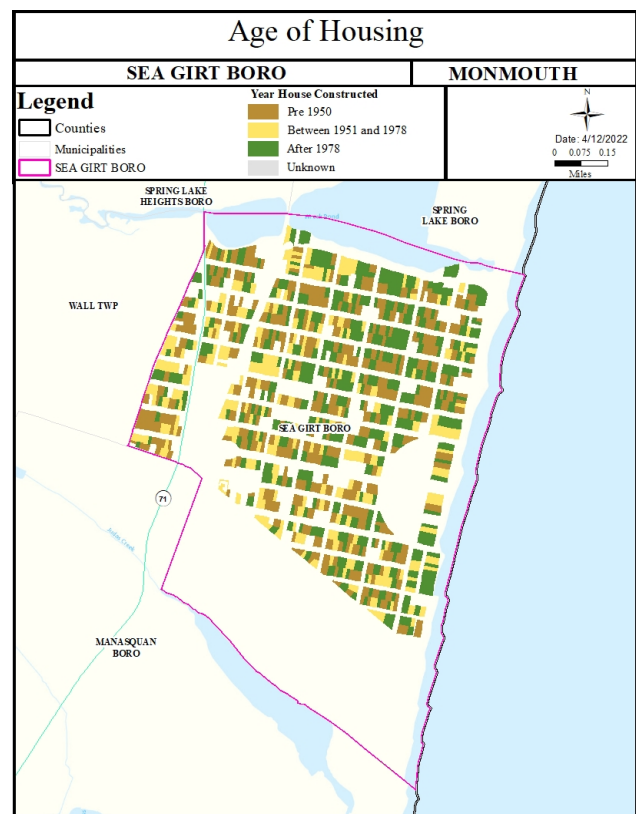 Age of Housing
SEA GIRT BORO
MONMOUTH
Legend
Counties
Municipalities
SEA GIRT BORO
Year House Constructed
Pre 1950
Between 1951 and 1978
After 1978
Unknown
N
Date: 4/12/2022
0 0.075 0.15
Miles
SPRING LAKE
HEIGHTS BORO
SPRING
LAKE BORO
WALL TWP
SEA GIRT BORO
71
MANASQUAN
BORO